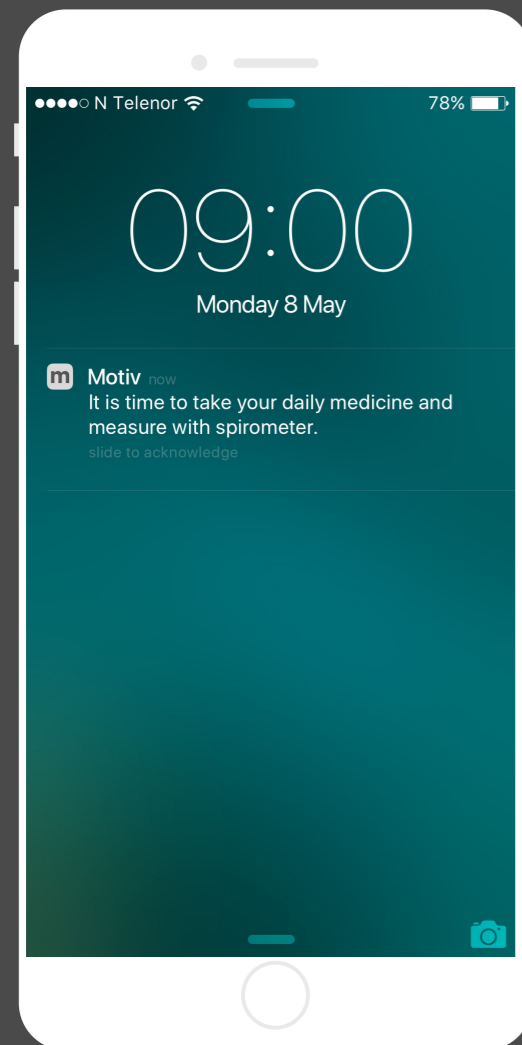 N Telenor 78%
09:00
Monday 8 May
m Motiv now
It is time to take your daily medicine and
measure with spirometer.
slide to acknowledge